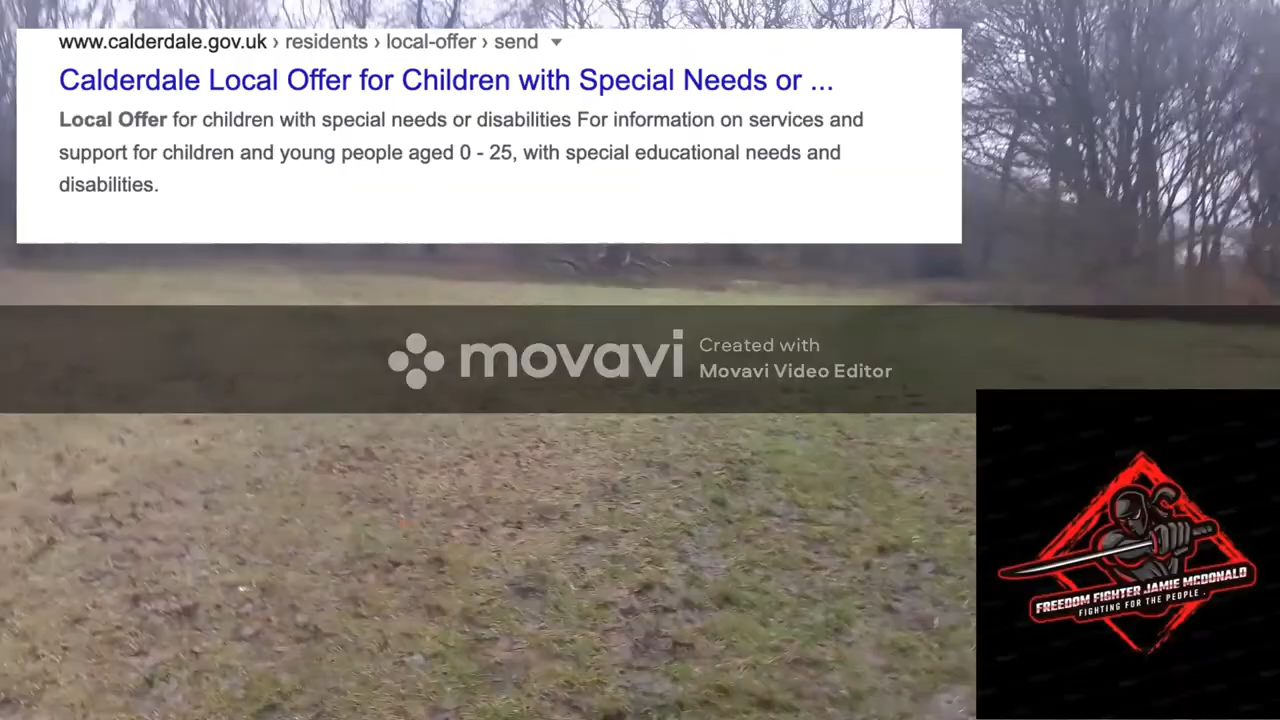 www.calderdale.gov.uk › residents › local-offer › send
Calderdale Local Offer for Children with Special Needs or ...
Local Offer for children with special needs or disabilities For information on services and
support for children and young people aged 0 - 25, with special educational needs and
disabilities.
movavi
Created with
Movavi Video Editor
FREEDOM FIGHTER JAMIE MCDONALD
FIGHTING FOR THE PEOPLE .